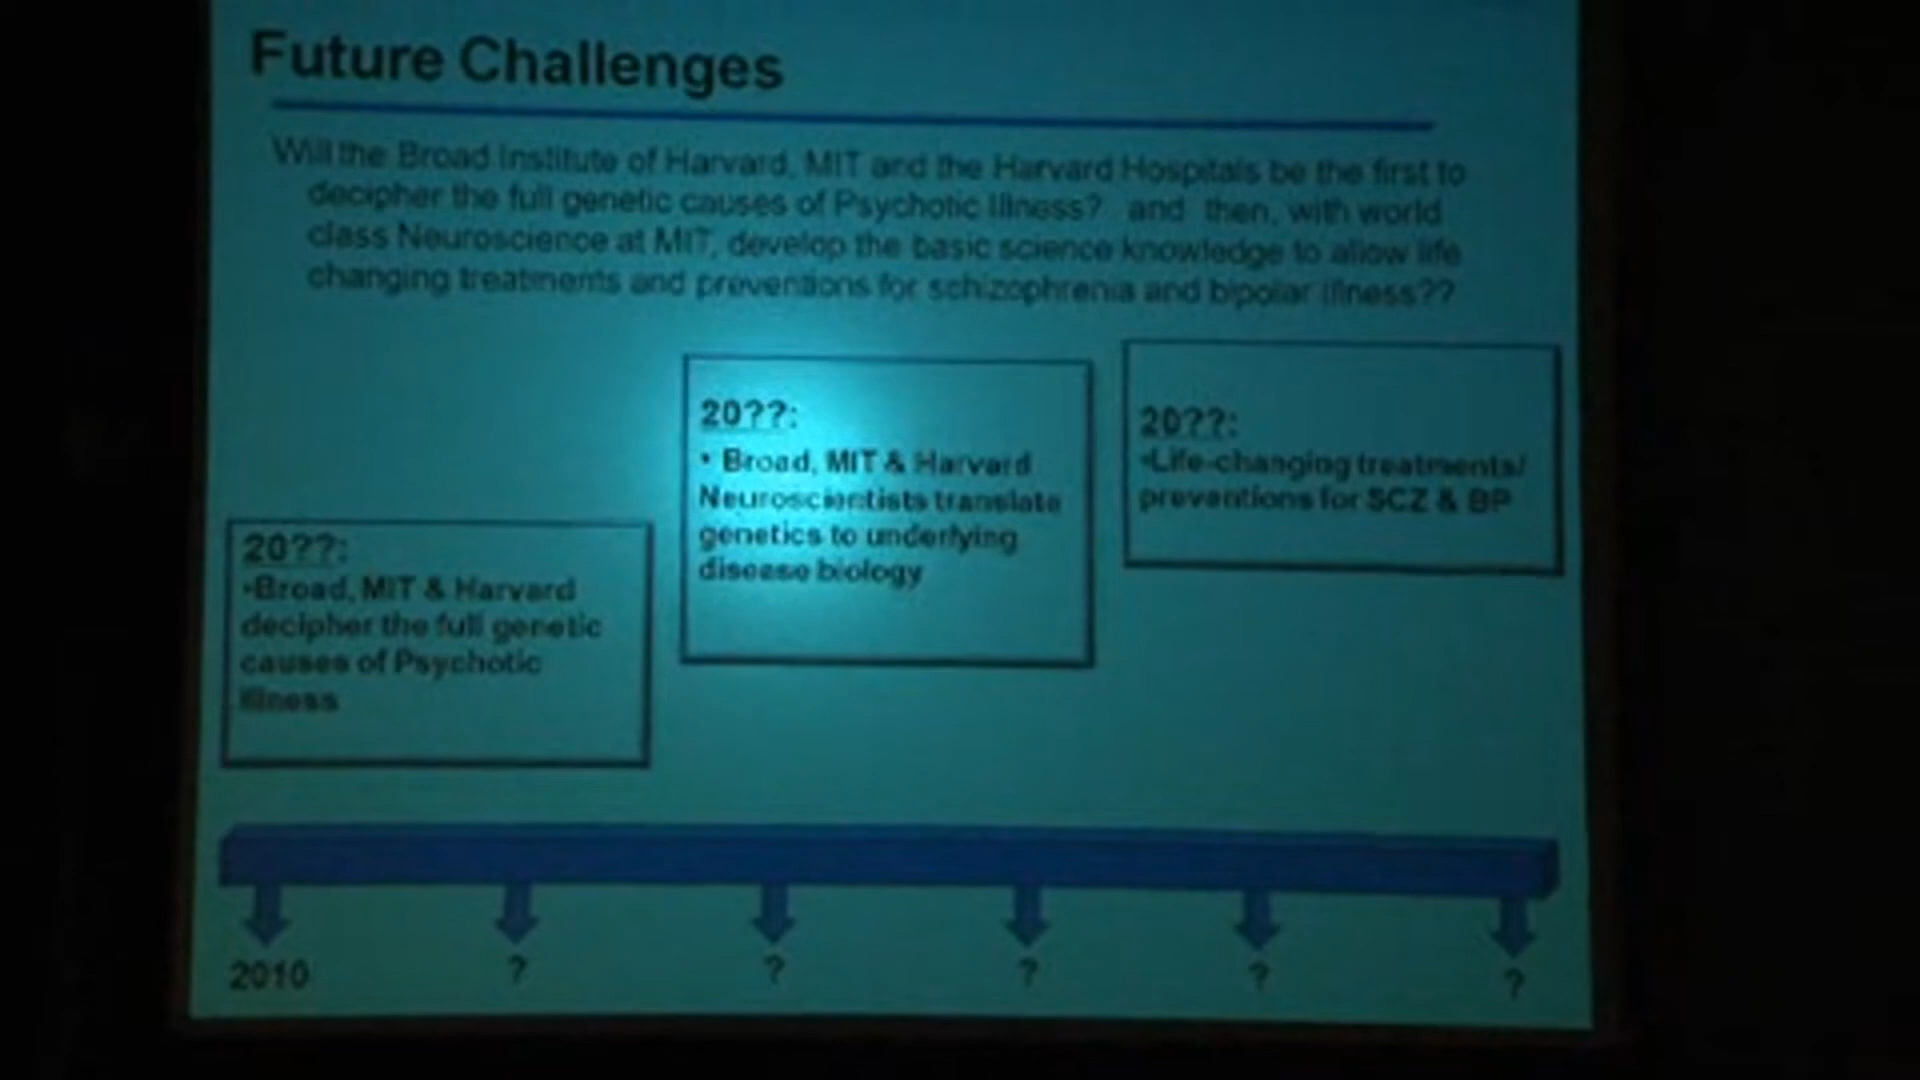 Future Challenges
Will the Broad Institute of Harvard, MIT and the Harvard Hospitals be the first to
decipher the full genetic causes of Psychotic Illness? and then, with world
class Neuroscience at MIT, develop the basic science knowledge to allow life
changing treatments and preventions for schizophrenia and bipolar illness??
20??:
• Broad, MIT & Harvard
Neuroscientists translate
genetics to underlying
disease biology
20??:
•Life-changing treatments/
preventions for SCZ & BP
20??:
•Broad, MIT & Harvard
decipher the full genetic
causes of Psychotic
Illness
2010 ? ? ? ? ?